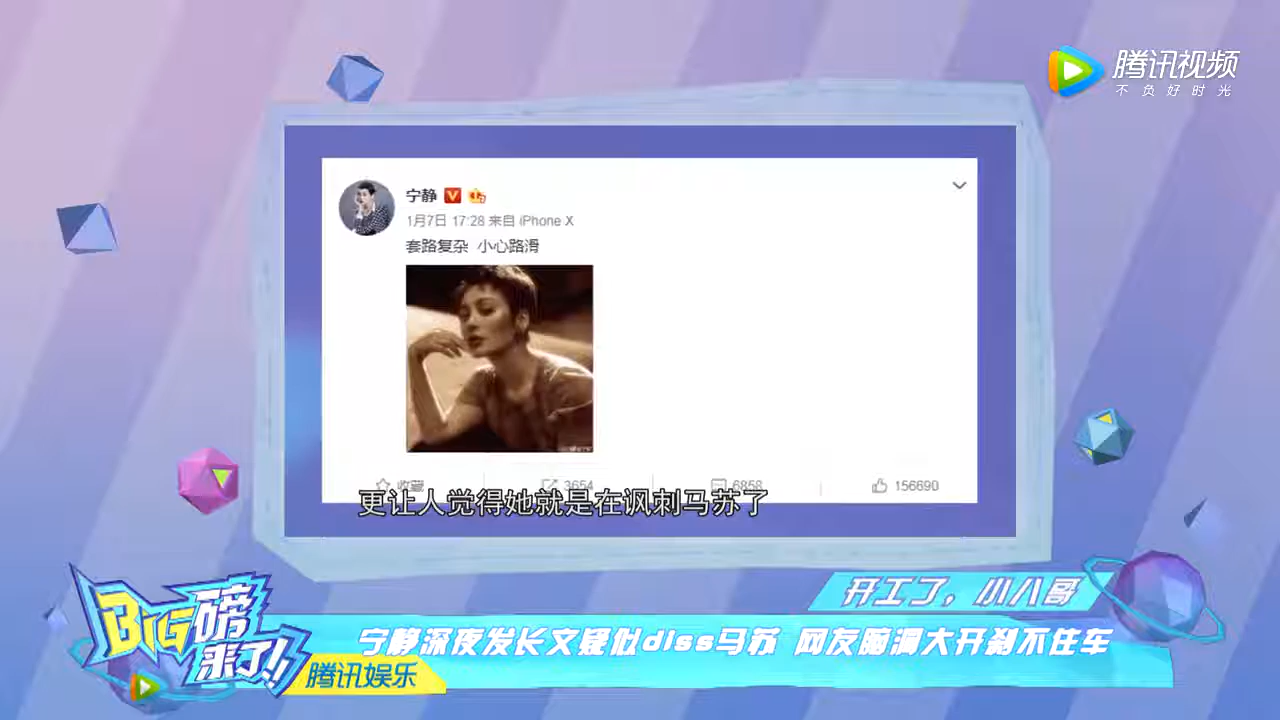 腾讯视频
不负好时光
宁静
1月7日 17:28 来自 iPhone X
套路复杂 小心路滑
收藏
3654
6858
156690
更让人觉得她就是在讽刺马苏了
开工了，小八哥
BIG磅来了!!
宁静深夜发长文疑似diss马苏 网友脑洞大开刹不住车
腾讯娱乐